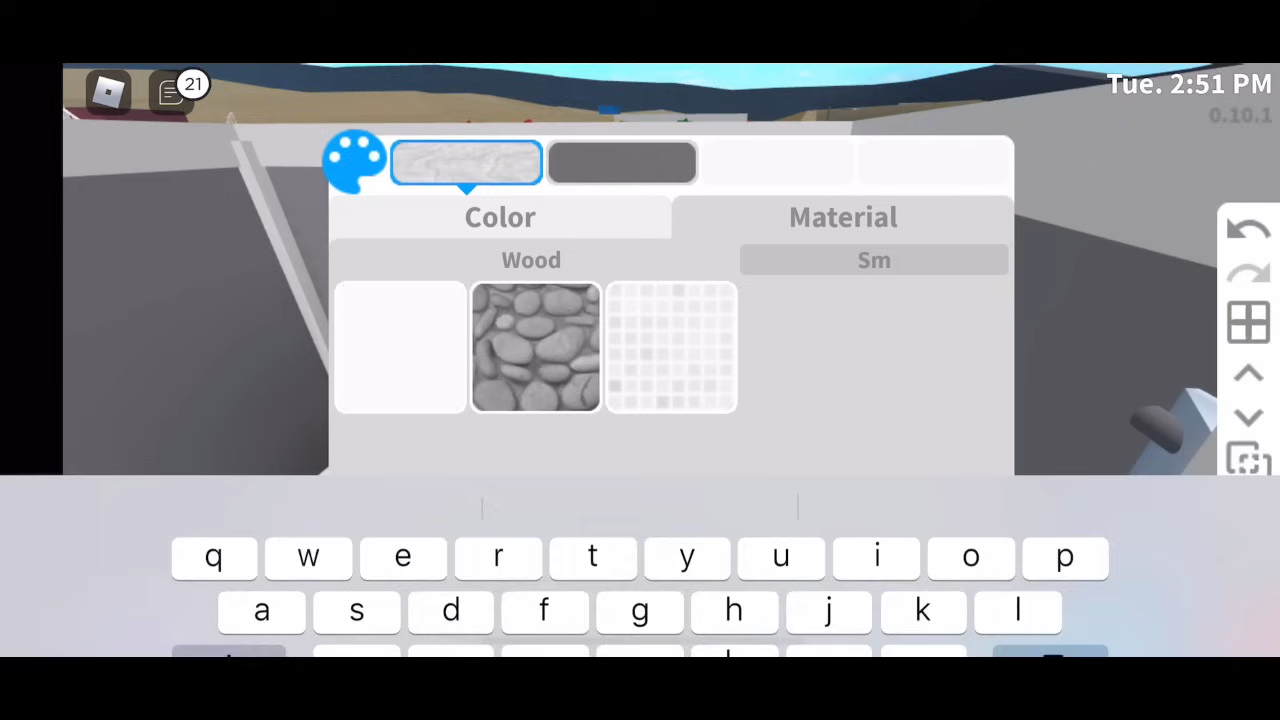 21
Tue. 2:51 PM
0.10.1
Color
Material
Wood
Sm
q w e r t y u i o p
a s d f g h j k l